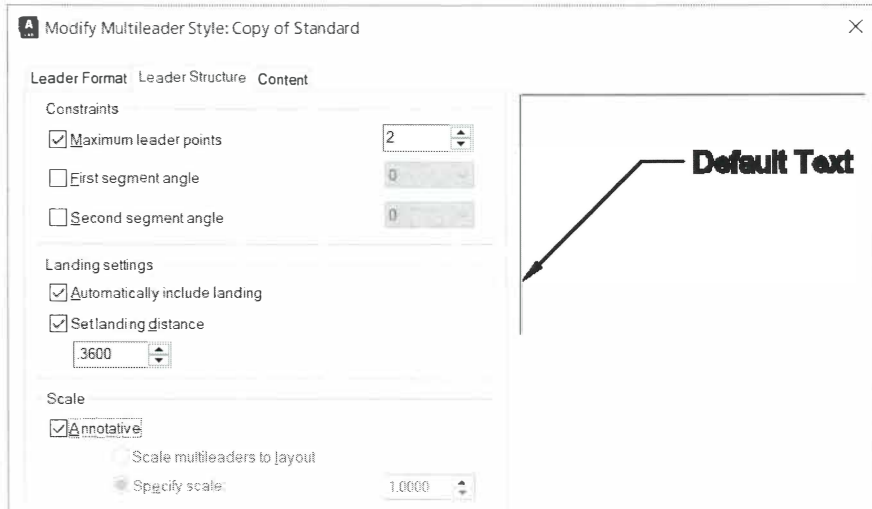 Modify Multileader Style: Copy of Standard
Leader Format Leader Structure Content
Constraints
Maximum leader points 2
First segment angle 0
Second segment angle 0
Default Text
Landing settings
Automatically include landing
Set landing distance
.3600
Scale
Annotative
Scale multileaders to layout
Specify scale: 1.0000